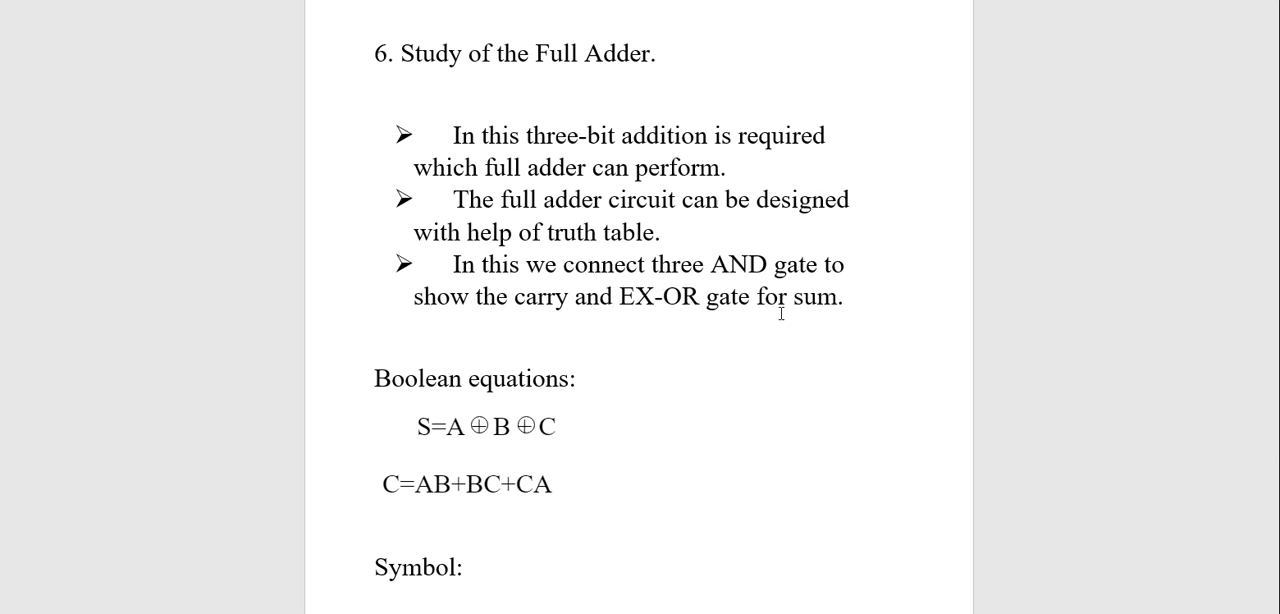 6. Study of the Full Adder.
➢ In this three-bit addition is required
which full adder can perform.
➢ The full adder circuit can be designed
with help of truth table.
➢ In this we connect three AND gate to
show the carry and EX-OR gate for sum.
Boolean equations:
S=A ⊕ B ⊕ C
C=AB+BC+CA
Symbol: